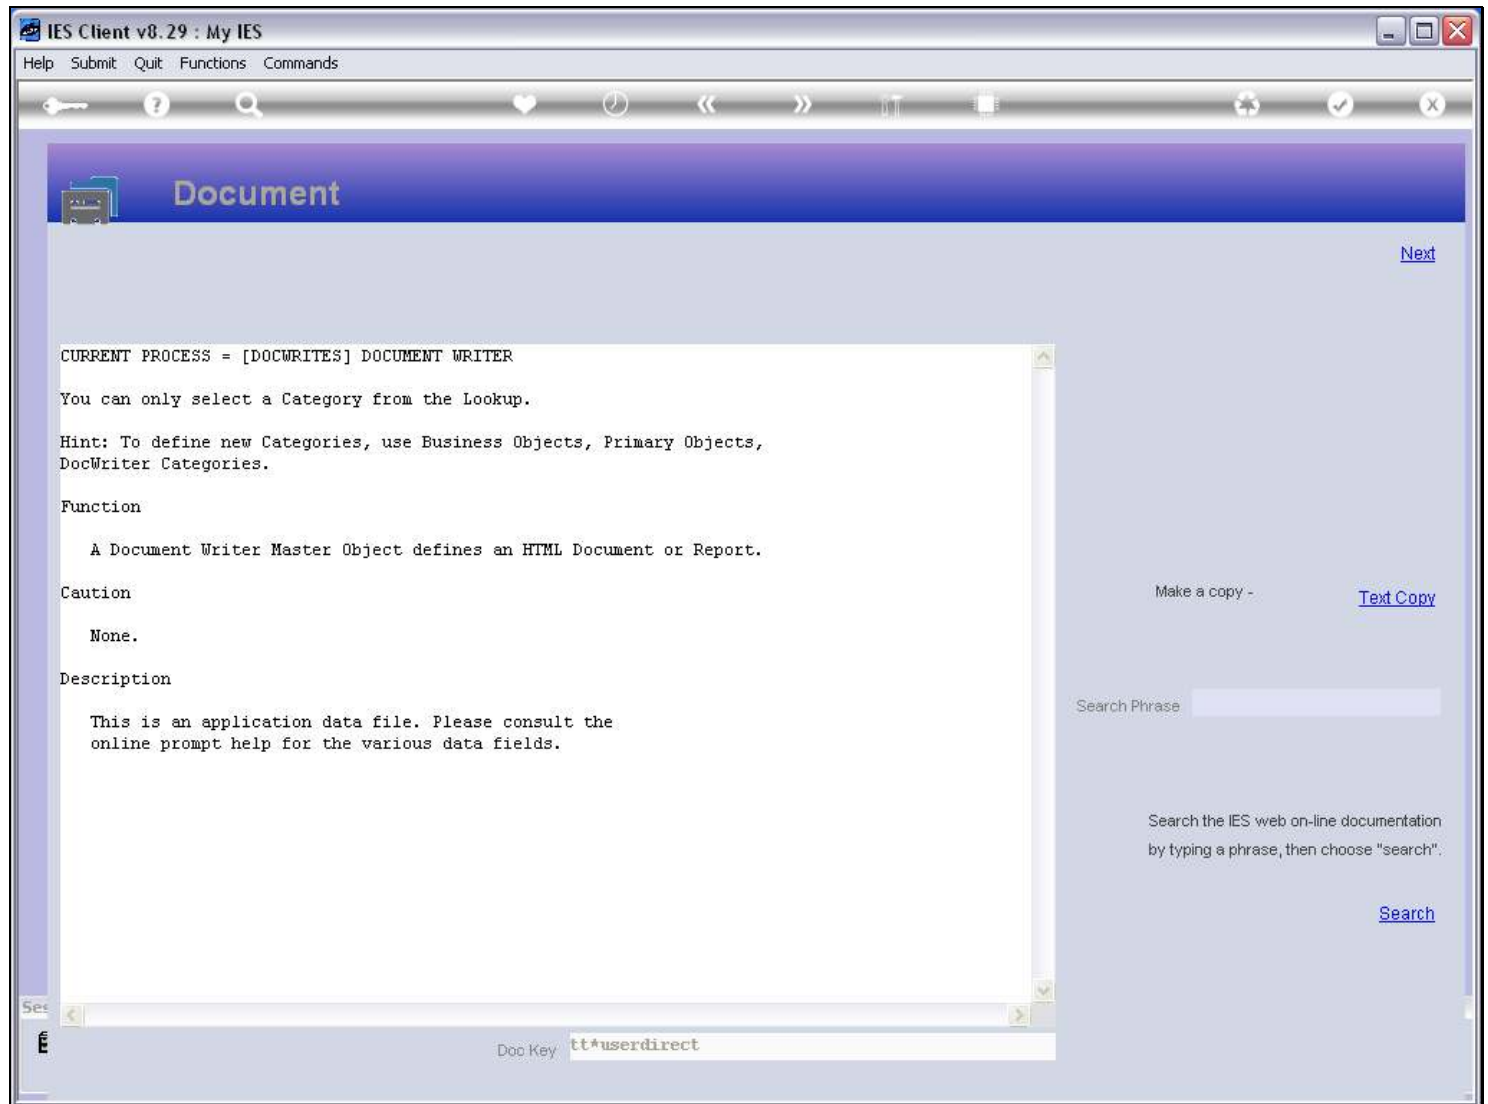 IES Client v8.29 : My IES
Help Submit Quit Functions Commands
Document
Next
CURRENT PROCESS = [DOCWRITES] DOCUMENT WRITER
You can only select a Category from the Lookup.
Hint: To define new Categories, use Business Objects, Primary Objects,
DocWriter Categories.
Function
A Document Writer Master Object defines an HTML Document or Report.
Caution
None.
Description
This is an application data file. Please consult the
online prompt help for the various data fields.
Make a copy -
Text Copy
Search Phrase
Search the IES web on-line documentation
by typing a phrase, then choose "search".
Search
Ses
Doc Key tt*userdirect